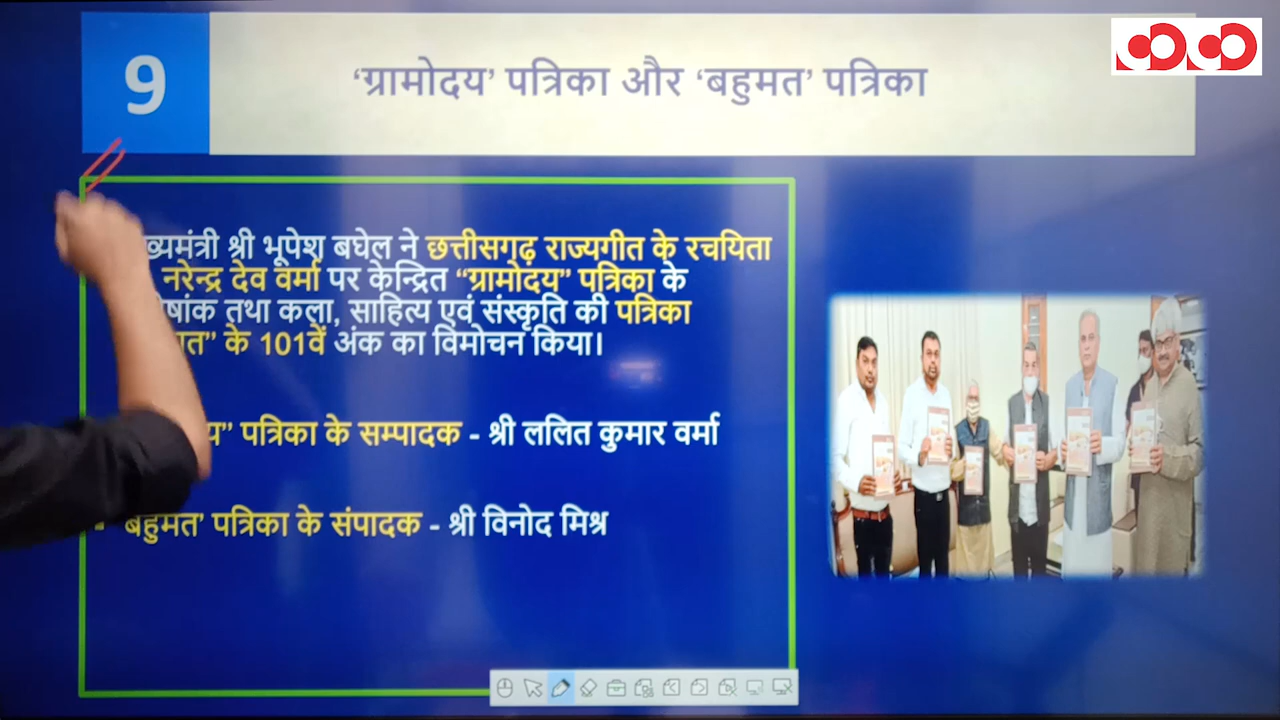 9
‘ग्रामोदय’ पत्रिका और ‘बहुमत’ पत्रिका
श्री भूपेश बघेल ने छत्तीसगढ़ राज्यगीत के रचयिता
नरेन्द्र देव वर्मा पर केन्द्रित “ग्रामोदय” पत्रिका के
तथा कला, साहित्य एवं संस्कृति की पत्रिका
के 101वें अंक का विमोचन किया।
पत्रिका के सम्पादक - श्री ललित कुमार वर्मा
बहुमत’ पत्रिका के संपादक - श्री विनोद मिश्र